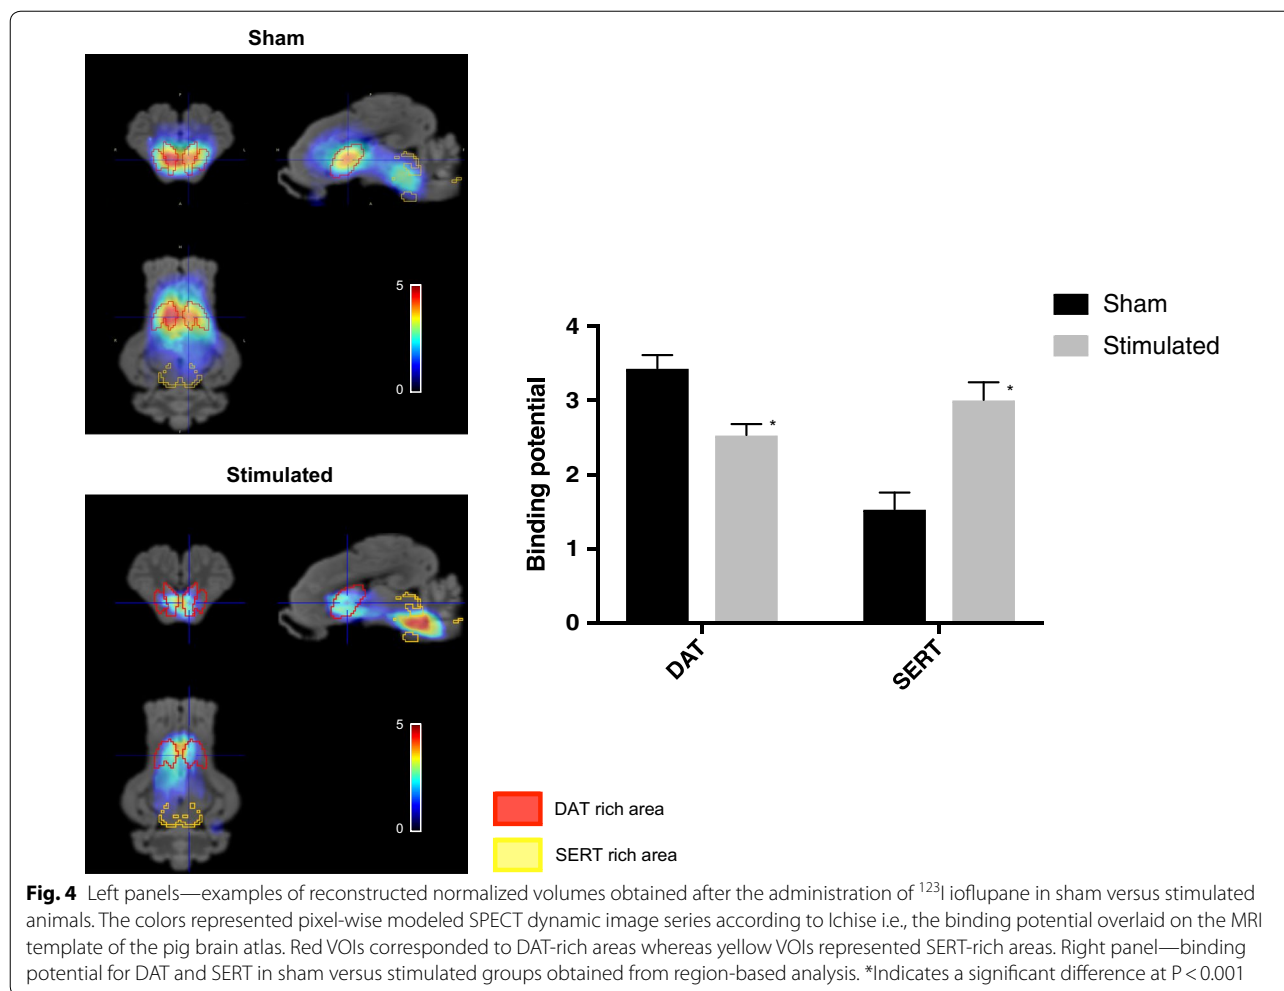 Sham
5
0
Stimulated
5
0
Sham
Stimulated
Binding potential
4
3
2
1
0
*
*
DAT
SERT
DAT rich area
SERT rich area
Fig. 4 Left panels—examples of reconstructed normalized volumes obtained after the administration of ¹²³I ioflupane in sham versus stimulated
animals. The colors represented pixel-wise modeled SPECT dynamic image series according to Ichise i.e., the binding potential overlaid on the MRI
template of the pig brain atlas. Red VOIs corresponded to DAT-rich areas whereas yellow VOIs represented SERT-rich areas. Right panel—binding
potential for DAT and SERT in sham versus stimulated groups obtained from region-based analysis. *Indicates a significant difference at P < 0.001